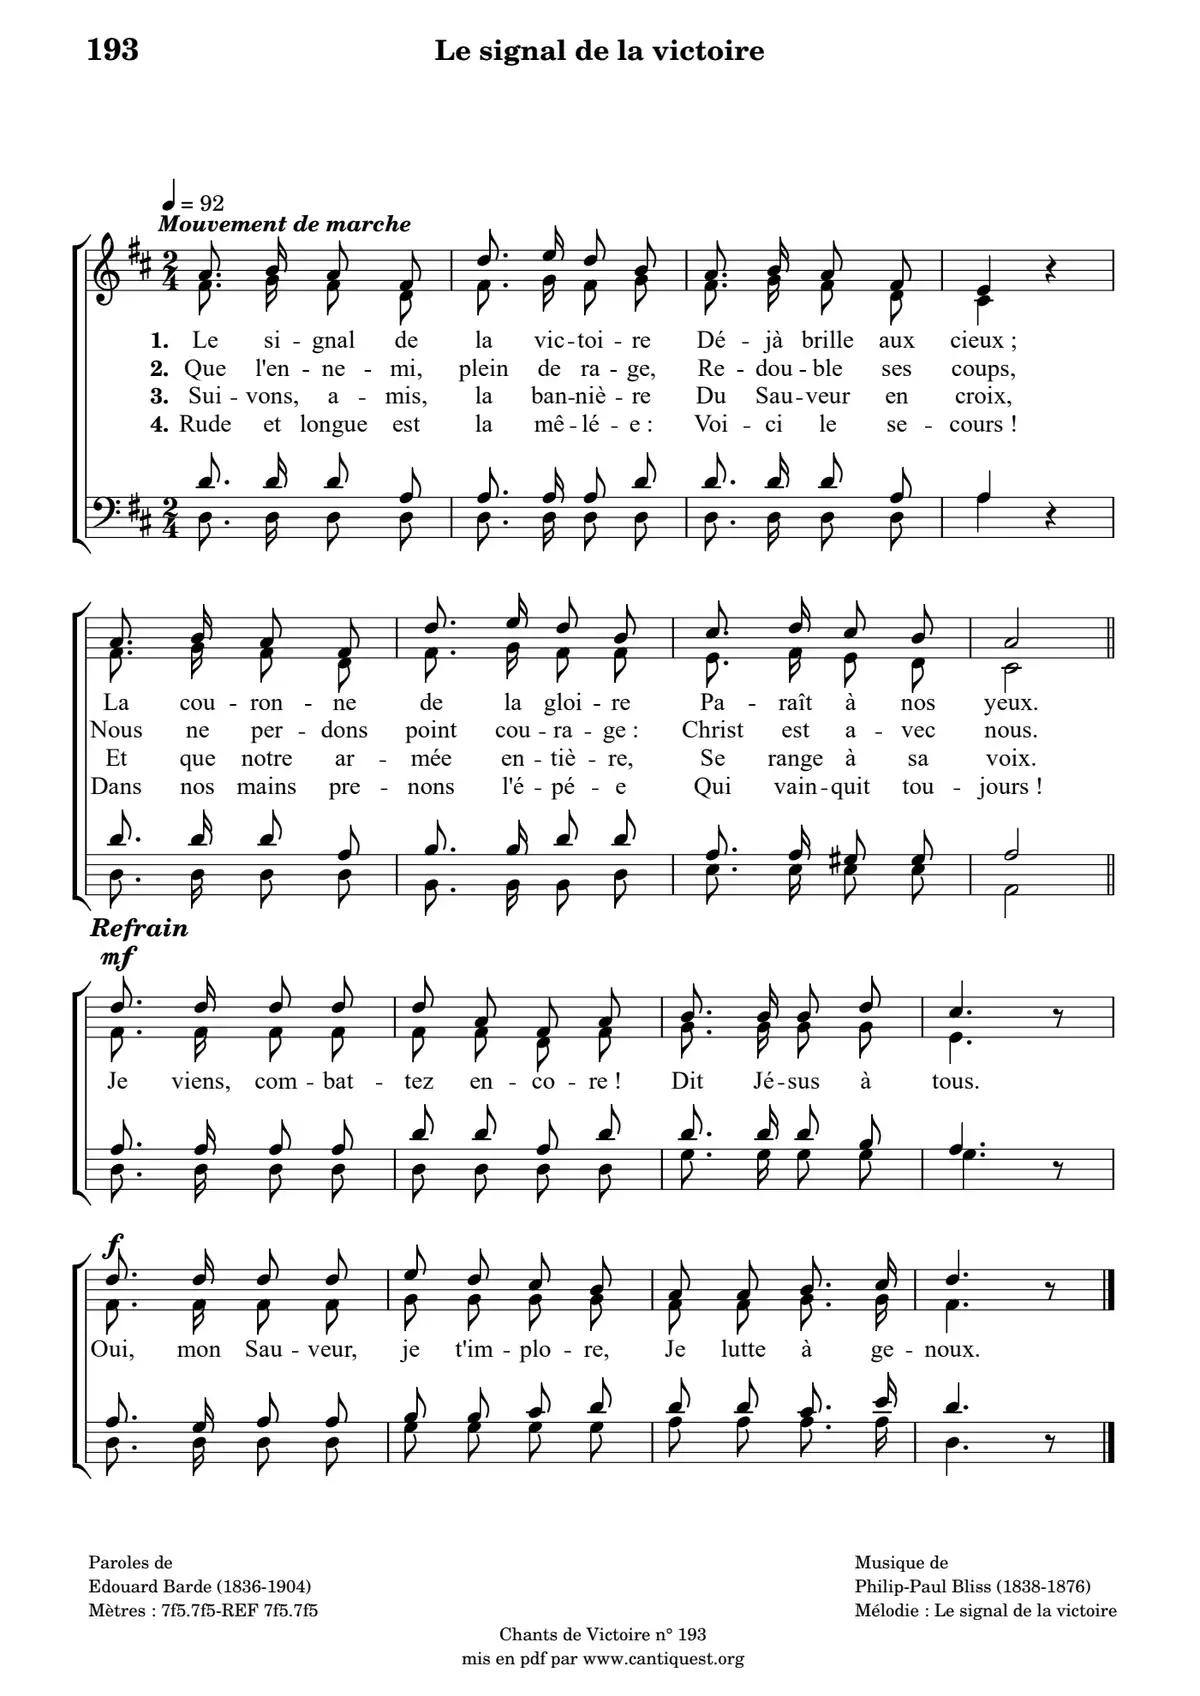 193 Le signal de la victoire
= 92
Mouvement de marche
2 4
1. Le si - gnal de la vic - toi - re Dé - jà brille aux cieux ;
2. Que l'en - ne - mi, plein de ra - ge, Re - dou - ble ses coups,
3. Sui - vons, a - mis, la ban - niè - re Du Sau - veur en croix,
4. Rude et longue est la mê - lé - e : Voi - ci le se - cours !
2 4
La cou - ron - ne de la gloi - re Pa - raît à nos yeux.
Nous ne per - dons point cou - ra - ge : Christ est a - vec nous.
Et que notre ar - mée en - tiè - re, Se range à sa voix.
Dans nos mains pre - nons l'é - pé - e Qui vain - quit tou - jours !
Refrain
mf
Je viens, com - bat - tez en - co - re ! Dit Jé - sus à tous.
f
Oui, mon Sau - veur, je t'im - plo - re, Je lutte à ge - noux.
Paroles de
Edouard Barde (1836-1904)
Mètres : 7f5.7f5-REF 7f5.7f5
Musique de
Philip-Paul Bliss (1838-1876)
Mélodie : Le signal de la victoire
Chants de Victoire n° 193
mis en pdf par www.cantiquest.org